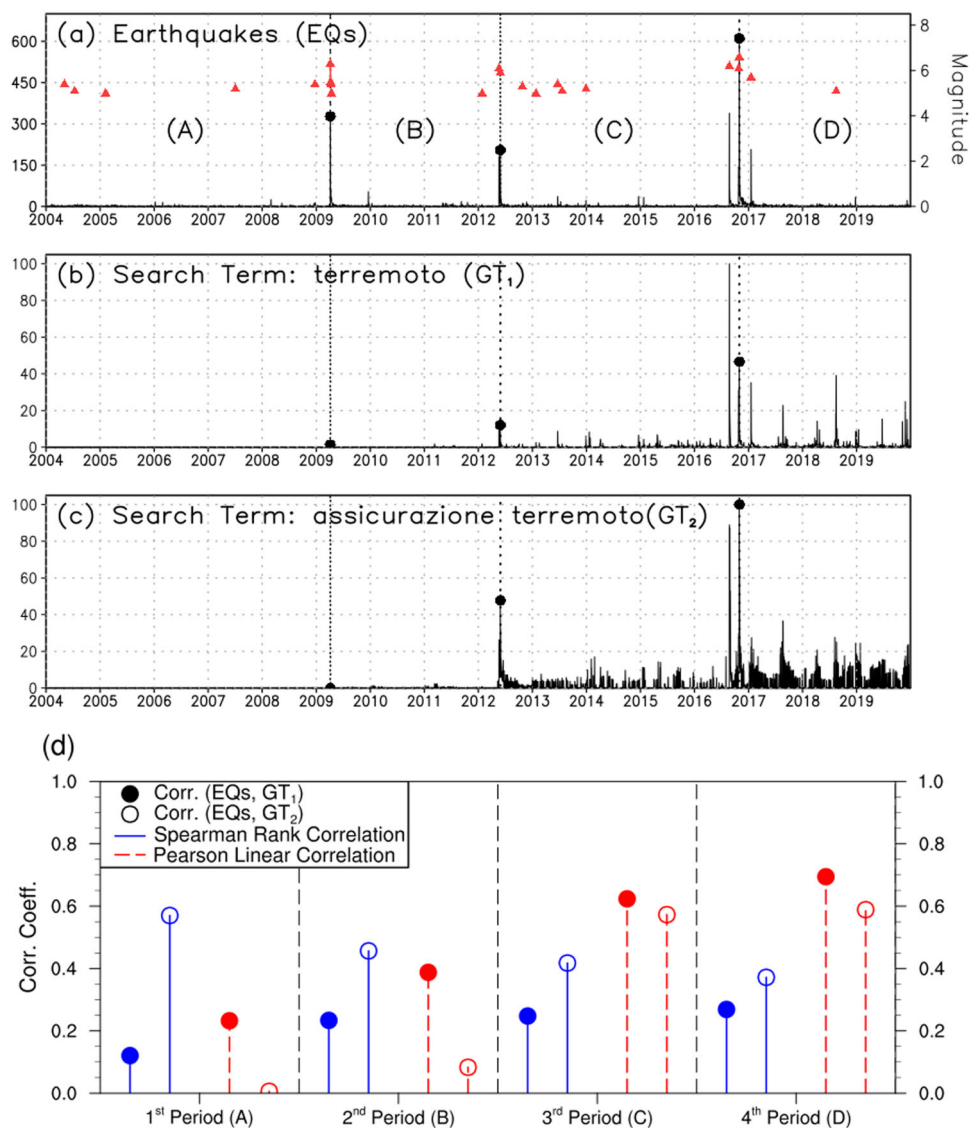 (a) Earthquakes (EQs)
600
450
300
150
0
8
6
4
2
0
Magnitude
(A)
(B)
(C)
(D)
2004 2005 2006 2007 2008 2009 2010 2011 2012 2013 2014 2015 2016 2017 2018 2019
(b) Search Term: terremoto (GT₁)
100
80
60
40
20
0
2004 2005 2006 2007 2008 2009 2010 2011 2012 2013 2014 2015 2016 2017 2018 2019
(c) Search Term: assicurazione terremoto(GT₂)
100
80
60
40
20
0
2004 2005 2006 2007 2008 2009 2010 2011 2012 2013 2014 2015 2016 2017 2018 2019
(d)
Corr. (EQs, GT₁)
Corr. (EQs, GT₂)
Spearman Rank Correlation
Pearson Linear Correlation
Corr. Coeff.
1.0
0.8
0.6
0.4
0.2
0.0
1.0
0.8
0.6
0.4
0.2
0.0
1st Period (A) 2nd Period (B) 3rd Period (C) 4th Period (D)